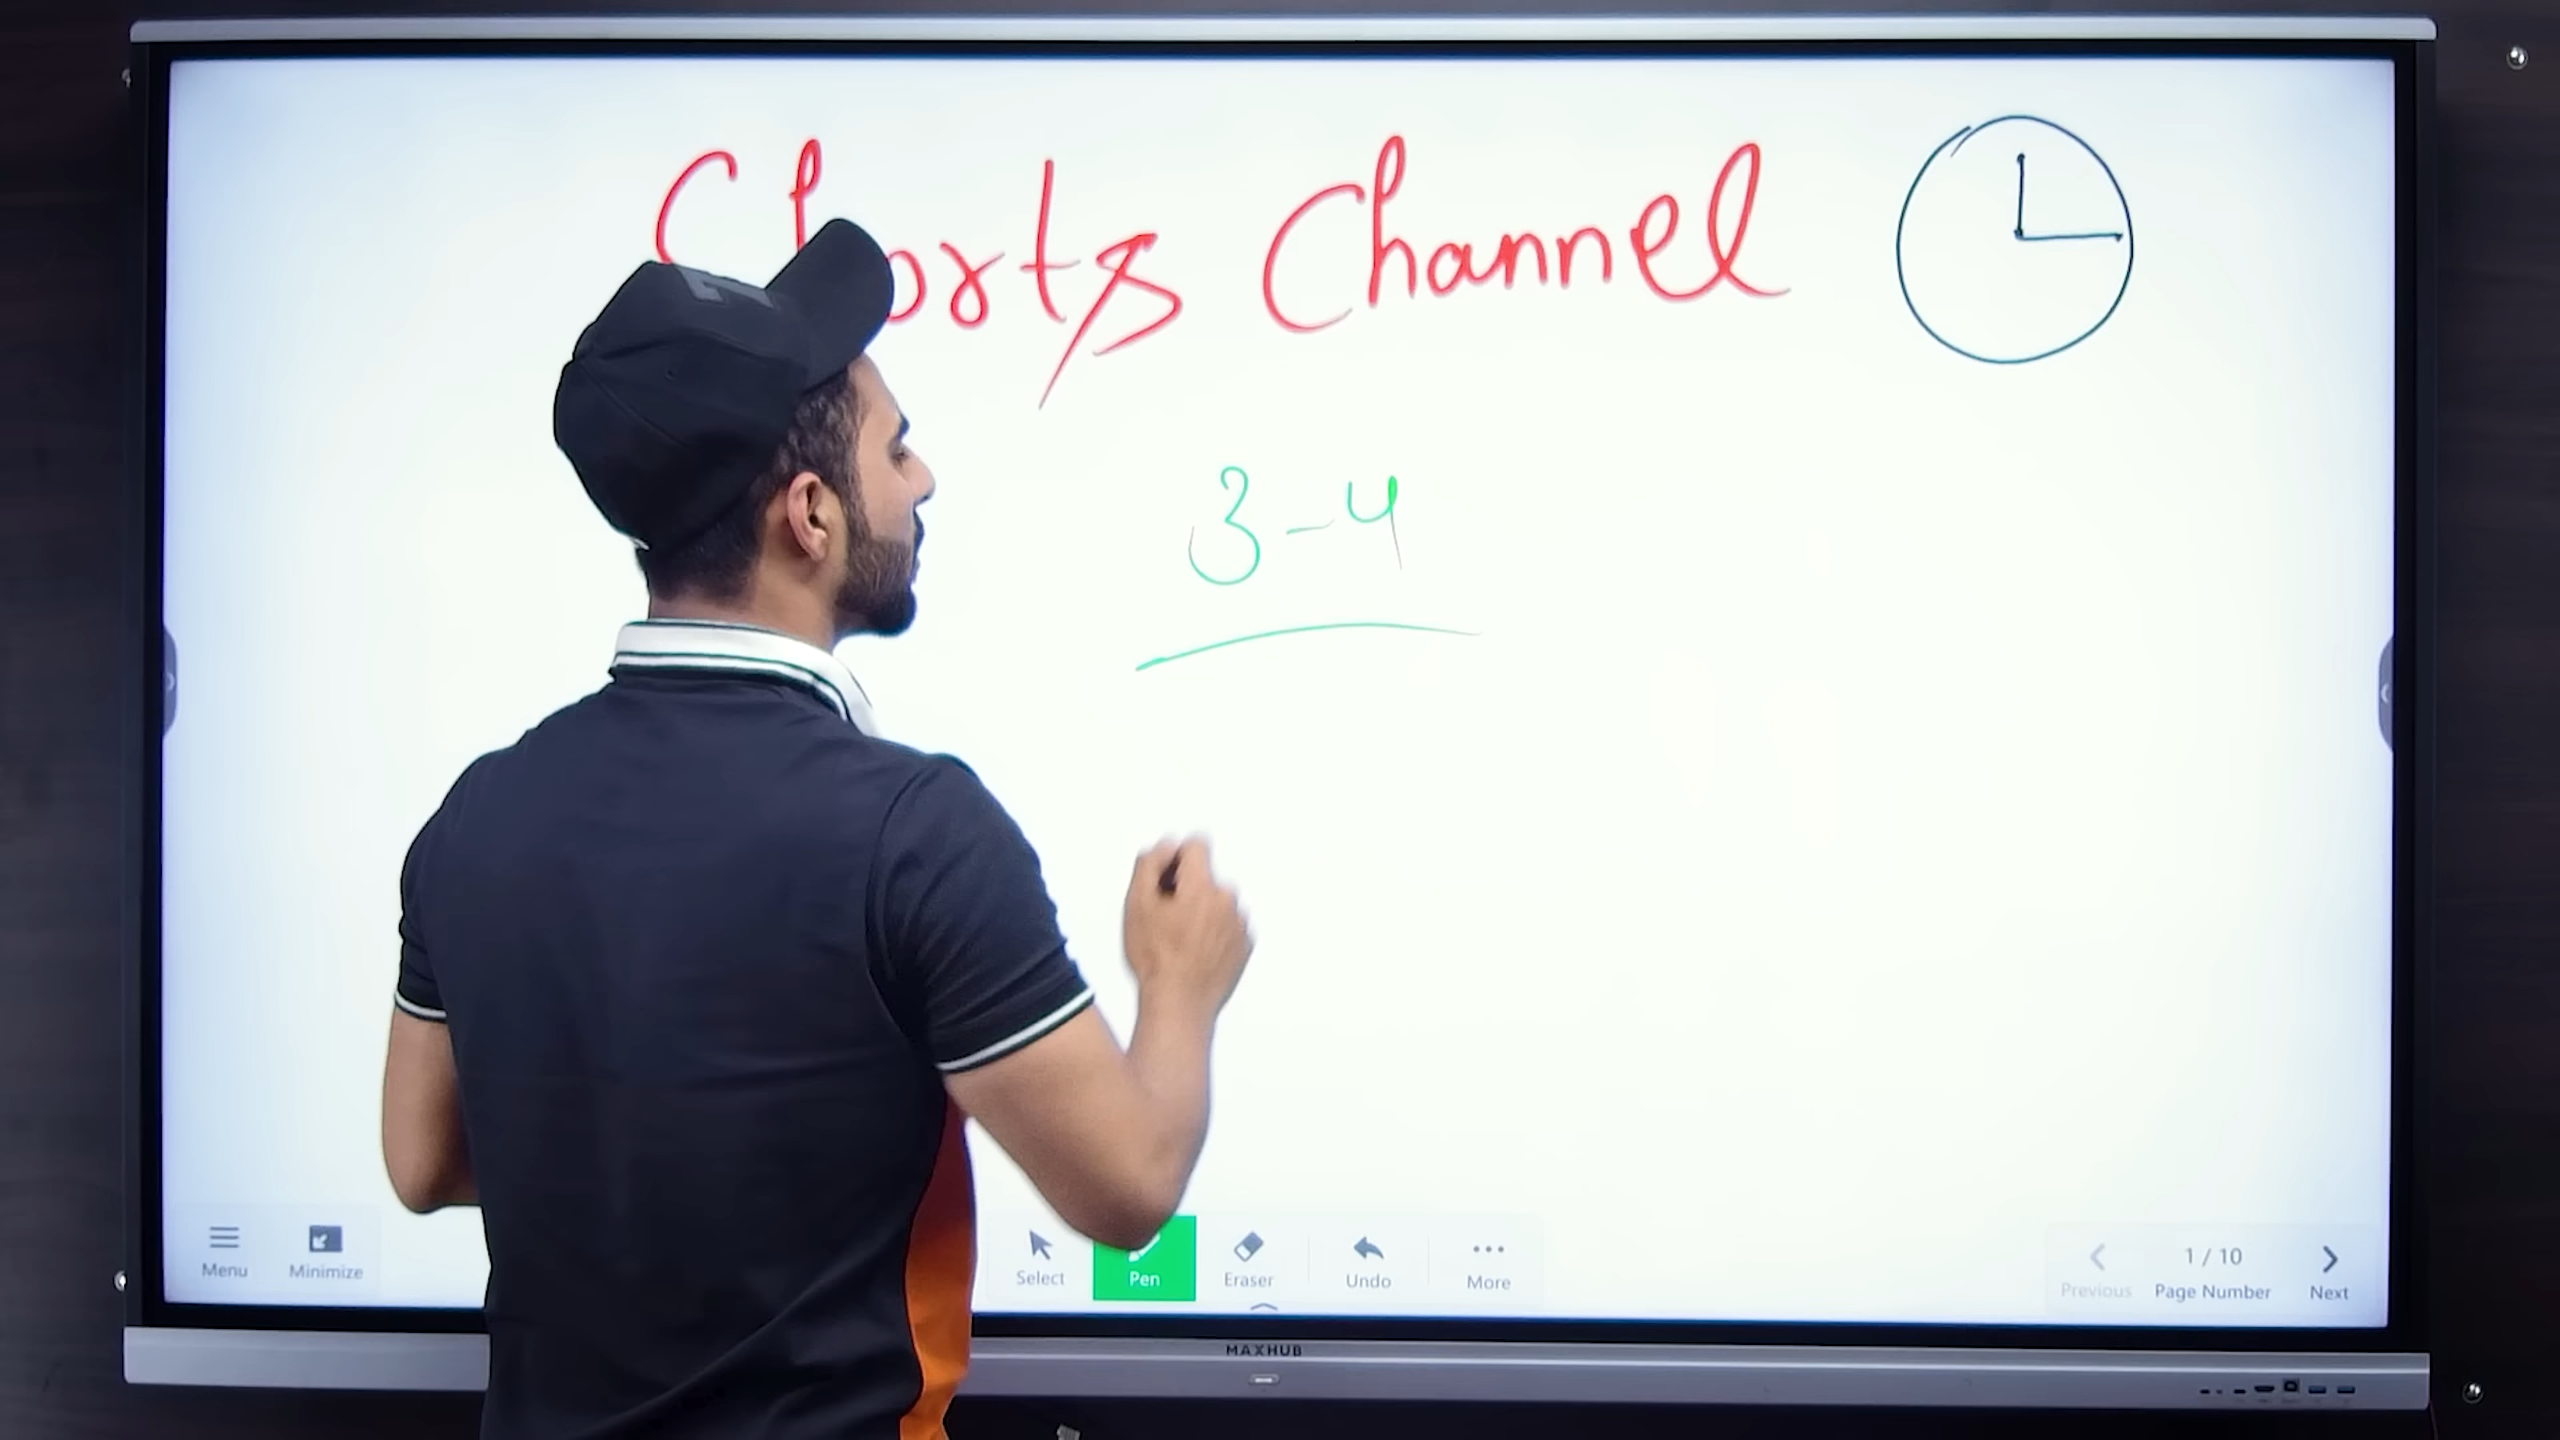 Shorts Channel
3-4
Menu
Minimize
Select
Pen
Eraser
Undo
More
Previous
1 / 10
Page Number
Next
MAXHUB